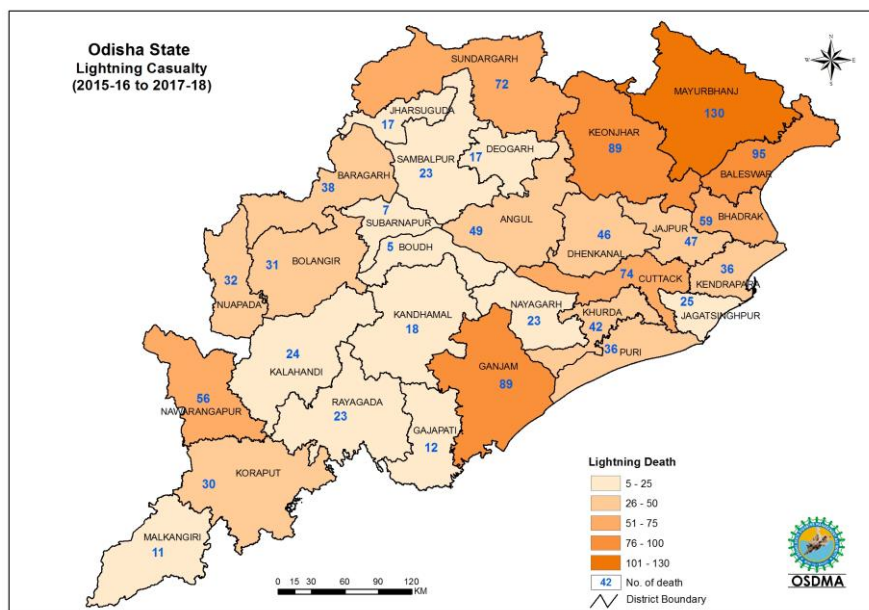 Odisha State
Lightning Casualty
(2015-16 to 2017-18)
N
W
E
S
SUNDARGARH
72
MAYURBHANJ
130
JHARSUGUDA
17
KEONJHAR
89
DEOGARH
17
SAMBALPUR
23
95
BALESWAR
BARAGARH
38
7
SUBARNAPUR
59
BHADRAK
ANGUL
49
46
DHENKANAL
JAJPUR
47
BOUDH
5
31
BOLANGIR
32
NUAPADA
74
CUTTACK
36
KENDRAPARA
25
JAGATSINGHPUR
NAYAGARH
23
KHURDA
42
KANDHAMAL
18
36
PURI
24
KALAHANDI
GANJAM
89
56
NAWARANGAPUR
RAYAGADA
23
GAJAPATI
12
KORAPUT
30
MALKANGIRI
11
Lightning Death
5 - 25
26 - 50
51 - 75
76 - 100
101 - 130
42 No. of death
District Boundary
0 15 30 60 90 120
KM
OSDMA